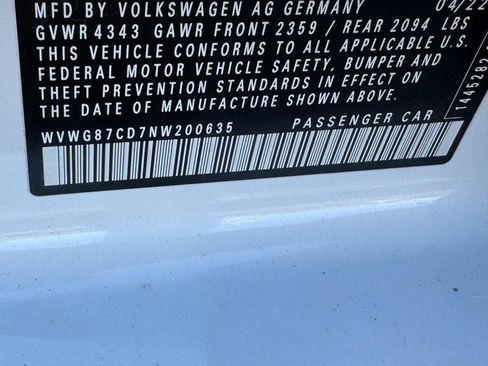 MFD BY VOLKSWAGEN AG GERMANY 04/22
GVWR 4343 GAWR FRONT 2359 / REAR 2094 LBS
THIS VEHICLE CONFORMS TO ALL APPLICABLE U.S.
FEDERAL MOTOR VEHICLE SAFETY, BUMPER AND
THEFT PREVENTION STANDARDS IN EFFECT ON
THE DATE OF MANUFACTURE SHOWN ABOVE.
WVWG87CD7NW200635 PASSENGER CAR
1445282